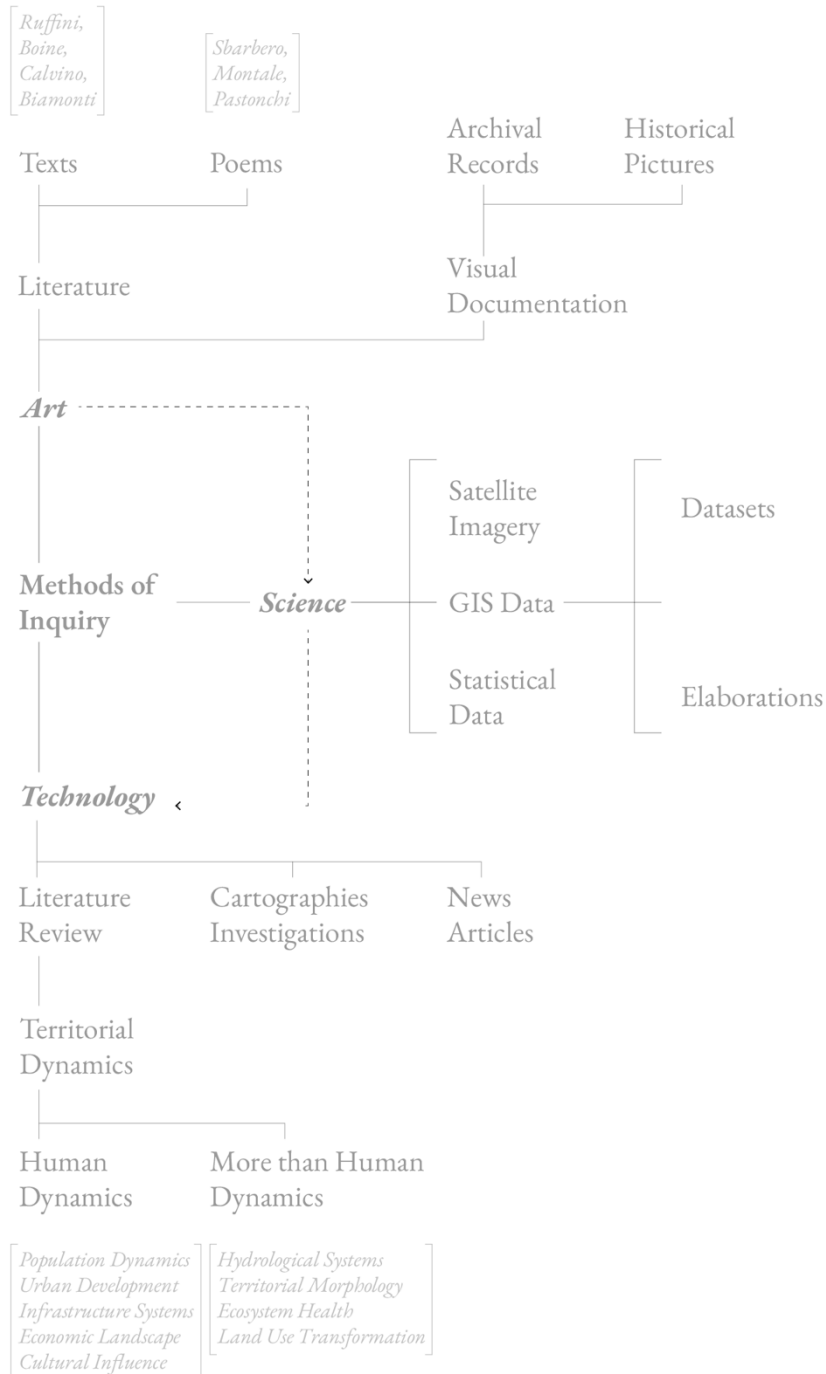 Ruffini,
Boine,
Calvino,
Biamonti
Sbarbero,
Montale,
Pastonchi
Texts
Poems
Archival
Records
Historical
Pictures
Literature
Visual
Documentation
Art
Satellite
Imagery
Datasets
Methods of
Inquiry
Science
GIS Data
Statistical
Data
Elaborations
Technology
Literature
Review
Cartographies
Investigations
News
Articles
Territorial
Dynamics
Human
Dynamics
More than Human
Dynamics
Population Dynamics
Urban Development
Infrastructure Systems
Economic Landscape
Cultural Influence
Hydrological Systems
Territorial Morphology
Ecosystem Health
Land Use Transformation